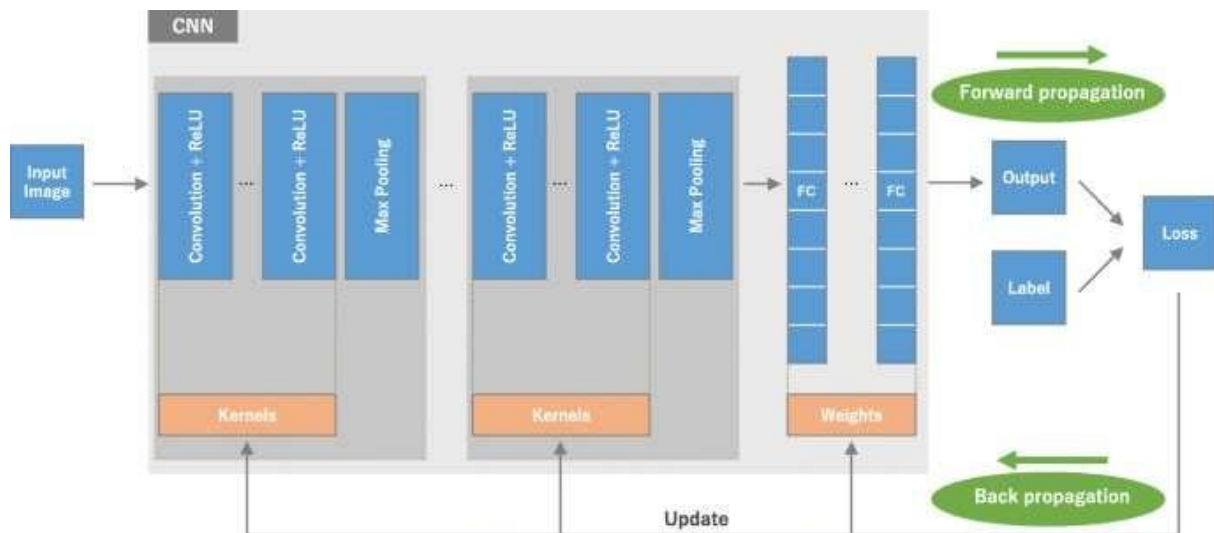 CNN
Forward propagation
Input
Image
Convolution + ReLU
...
Convolution + ReLU
Max Pooling
...
Convolution + ReLU
...
Convolution + ReLU
Max Pooling
FC
...
FC
Output
Label
Loss
Kernels
Kernels
Weights
Back propagation
Update